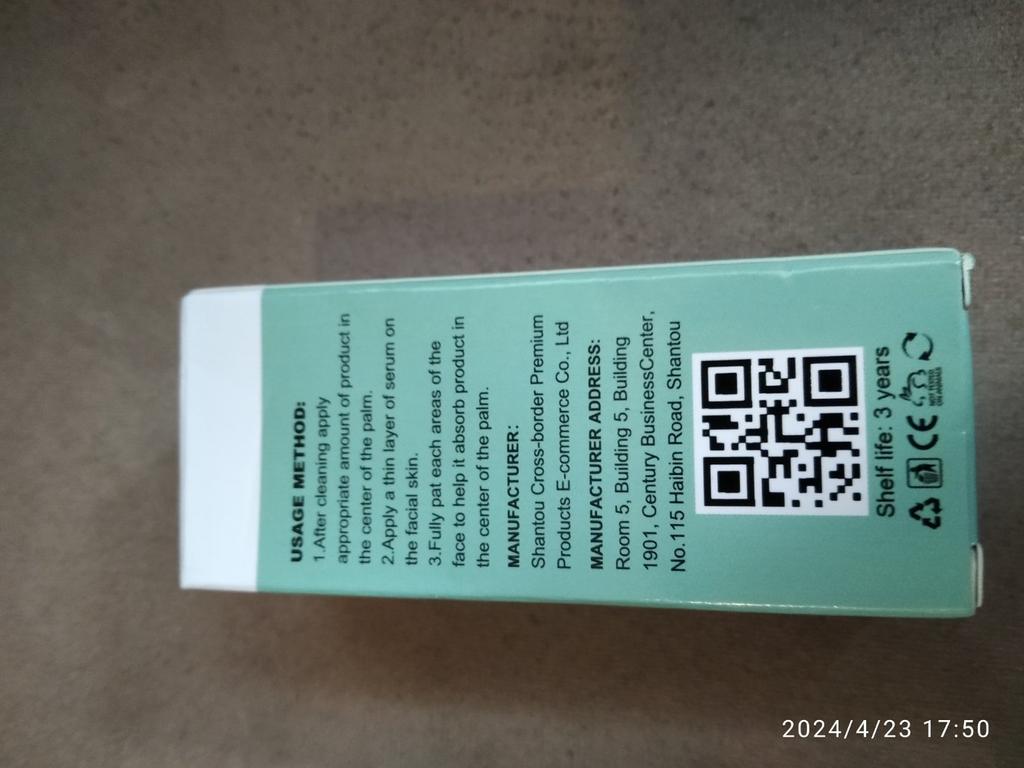 USAGE METHOD:
1.After cleaning apply
appropriate amount of product in
the center of the palm.
2.Apply a thin layer of serum on
the facial skin.
3.Fully pat each areas of the
face to help it absorb product in
the center of the palm.
MANUFACTURER:
Shantou Cross-border Premium
Products E-commerce Co., Ltd
MANUFACTURER ADDRESS:
Room 5, Building 5, Building
1901, Century BusinessCenter,
No.115 Haibin Road, Shantou
Shelf life: 3 years
CE
NOT TESTED
ON ANIMALS
2024/4/23 17:50